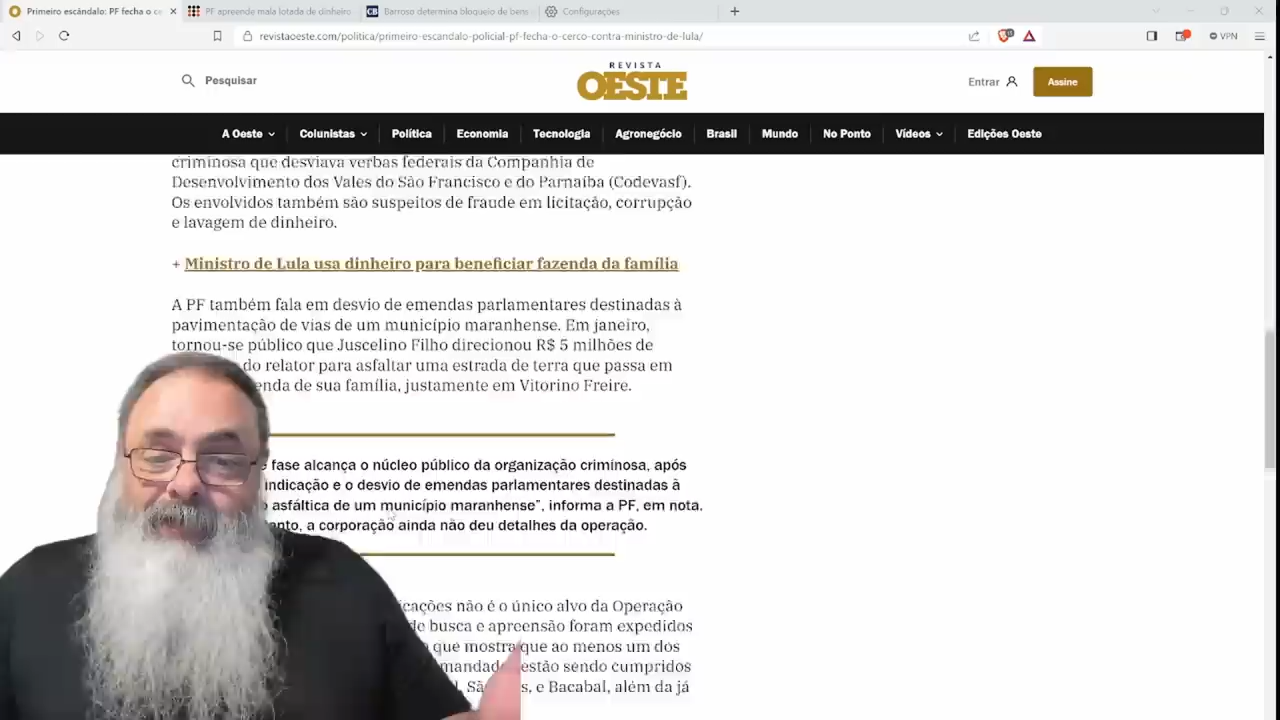 Primeiro escândalo: PF fecha o ce
PF apreende mala lotada de dinheiro
Barroso determina bloqueio de bens
Configurações
revistaoeste.com/politica/primeiro-escandalo-policial-pf-fecha-o-cerco-contra-ministro-de-lula/
VPN
Pesquisar
REVISTA
OESTE
Entrar
Assine
A Oeste
Colunistas
Política
Economia
Tecnologia
Agronegócio
Brasil
Mundo
No Ponto
Vídeos
Edições Oeste
criminosa que desviava verbas federais da Companhia de
Desenvolvimento dos Vales do São Francisco e do Parnaíba (Codevasf).
Os envolvidos também são suspeitos de fraude em licitação, corrupção
e lavagem de dinheiro.
+ Ministro de Lula usa dinheiro para beneficiar fazenda da família
A PF também fala em desvio de emendas parlamentares destinadas à
pavimentação de vias de um município maranhense. Em janeiro,
tornou-se público que Juscelino Filho direcionou R$ 5 milhões de
do relator para asfaltar uma estrada de terra que passa em
enda de sua família, justamente em Vitorino Freire.
fase alcança o núcleo público da organização criminosa, após
indicação e o desvio de emendas parlamentares destinadas à
asfáltica de um município maranhense”, informa a PF, em nota.
anto, a corporação ainda não deu detalhes da operação.
icações não é o único alvo da Operação
de busca e apreensão foram expedidos
que mostra que ao menos um dos
mandado estão sendo cumpridos
s, e Bacabal, além da já